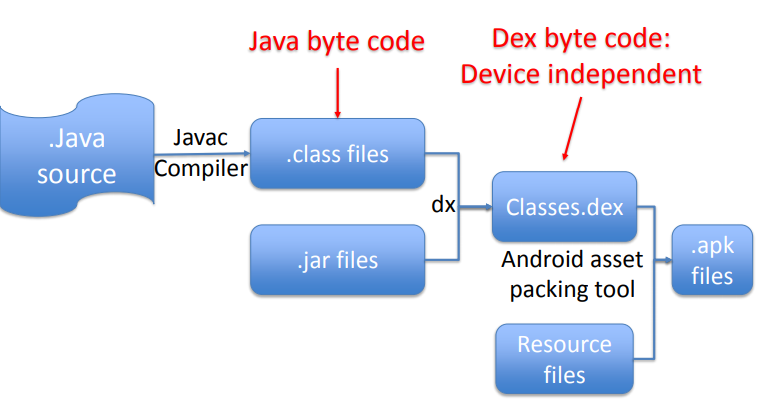 Java byte code
Dex byte code:
Device independent
.Java
source
Javac
Compiler
.class files
dx
.jar files
Classes.dex
Android asset
packing tool
.apk
files
Resource
files